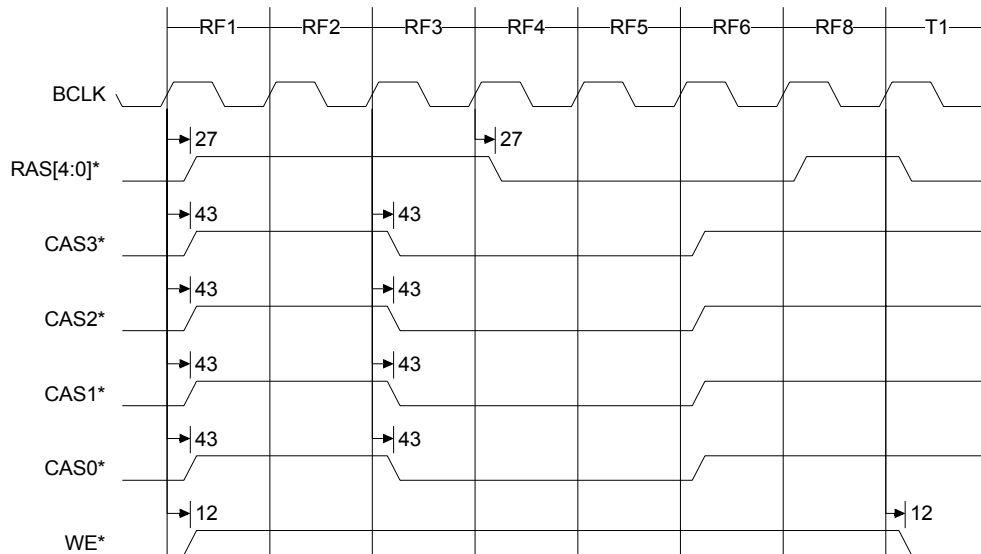 RF1 RF2 RF3 RF4 RF5 RF6 RF8 T1
BCLK
27 27
RAS[4:0]*
43 43
CAS3*
43 43
CAS2*
43 43
CAS1*
43 43
CAS0*
12 12
WE*